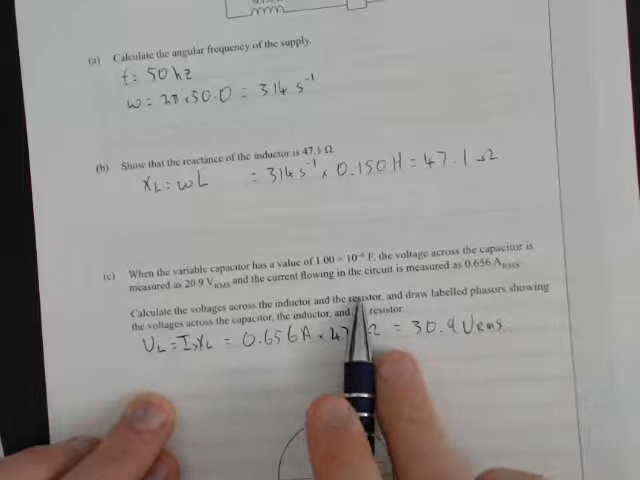 (a) Calculate the angular frequency of the supply.
f = 50 hz
ω = 2π × 50.0 = 314 s⁻¹
(b) Show that the reactance of the inductor is 47.1 Ω.
XL = ωL = 314 s⁻¹ × 0.150 H = 47.1 Ω
(c) When the variable capacitor has a value of 1.00 × 10⁻⁶ F, the voltage across the capacitor is
measured as 20.9 VRMS and the current flowing in the circuit is measured as 0.656 ARMS.
Calculate the voltages across the inductor and the resistor, and draw labelled phasors showing
the voltages across the capacitor, the inductor, and resistor
VL = I XL = 0.656 A × 47 Ω = 30.9 VRMS